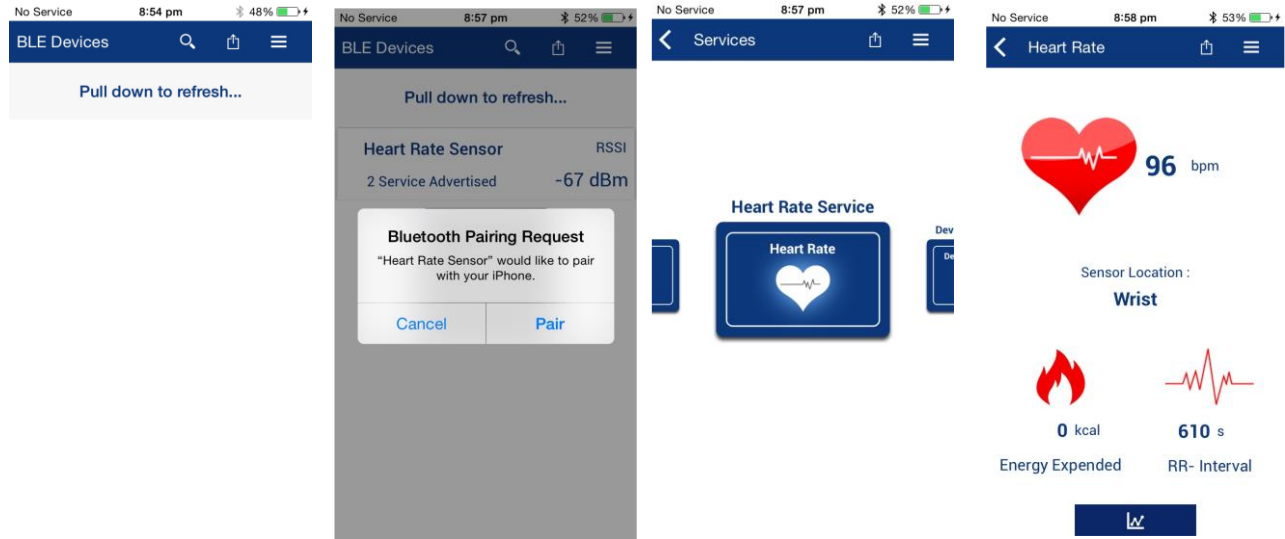 No Service 8:54 pm 48%
BLE Devices
Pull down to refresh...
No Service 8:57 pm 52%
BLE Devices
Pull down to refresh...
Heart Rate Sensor RSSI
2 Service Advertised -67 dBm
Bluetooth Pairing Request
“Heart Rate Sensor” would like to pair
with your iPhone.
Cancel Pair
No Service 8:57 pm 52%
Services
Heart Rate Service
Heart Rate
Dev
De
No Service 8:58 pm 53%
Heart Rate
96 bpm
Sensor Location :
Wrist
0 kcal 610 s
Energy Expended RR- Interval